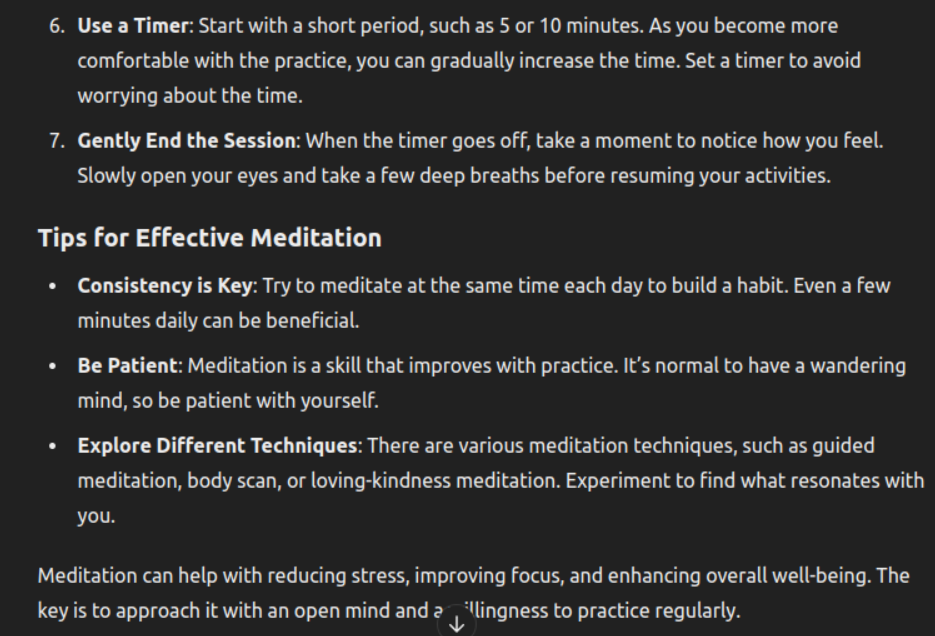 6. Use a Timer: Start with a short period, such as 5 or 10 minutes. As you become more
comfortable with the practice, you can gradually increase the time. Set a timer to avoid
worrying about the time.
7. Gently End the Session: When the timer goes off, take a moment to notice how you feel.
Slowly open your eyes and take a few deep breaths before resuming your activities.
Tips for Effective Meditation
• Consistency is Key: Try to meditate at the same time each day to build a habit. Even a few
minutes daily can be beneficial.
• Be Patient: Meditation is a skill that improves with practice. It’s normal to have a wandering
mind, so be patient with yourself.
• Explore Different Techniques: There are various meditation techniques, such as guided
meditation, body scan, or loving-kindness meditation. Experiment to find what resonates with
you.
Meditation can help with reducing stress, improving focus, and enhancing overall well-being. The
key is to approach it with an open mind and a willingness to practice regularly.